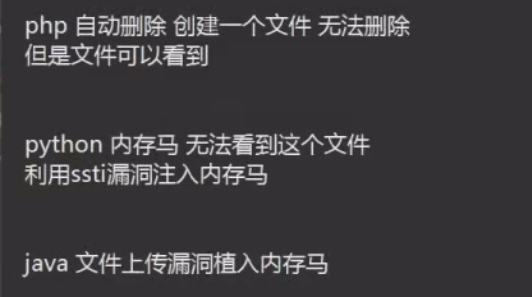 php 自动删除 创建一个文件 无法删除
但是文件可以看到
python 内存马 无法看到这个文件
利用ssti漏洞注入内存马
java 文件上传漏洞植入内存马